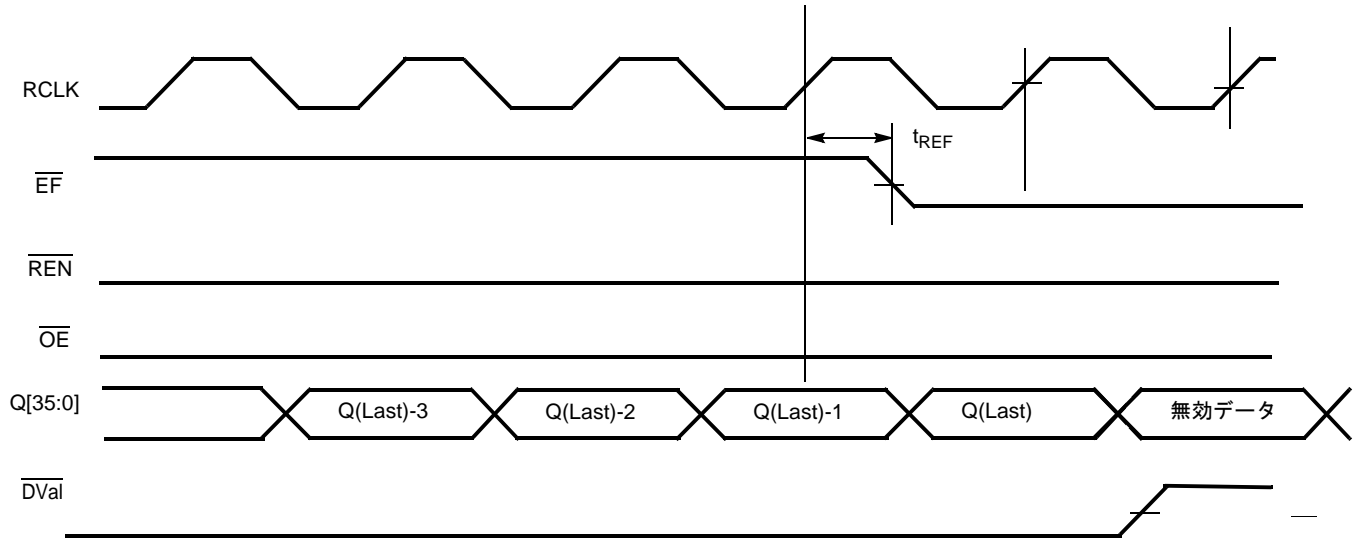 RCLK
tREF
EF
REN
OE
Q[35:0] Q(Last)-3 Q(Last)-2 Q(Last)-1 Q(Last) 無効データ
DVal